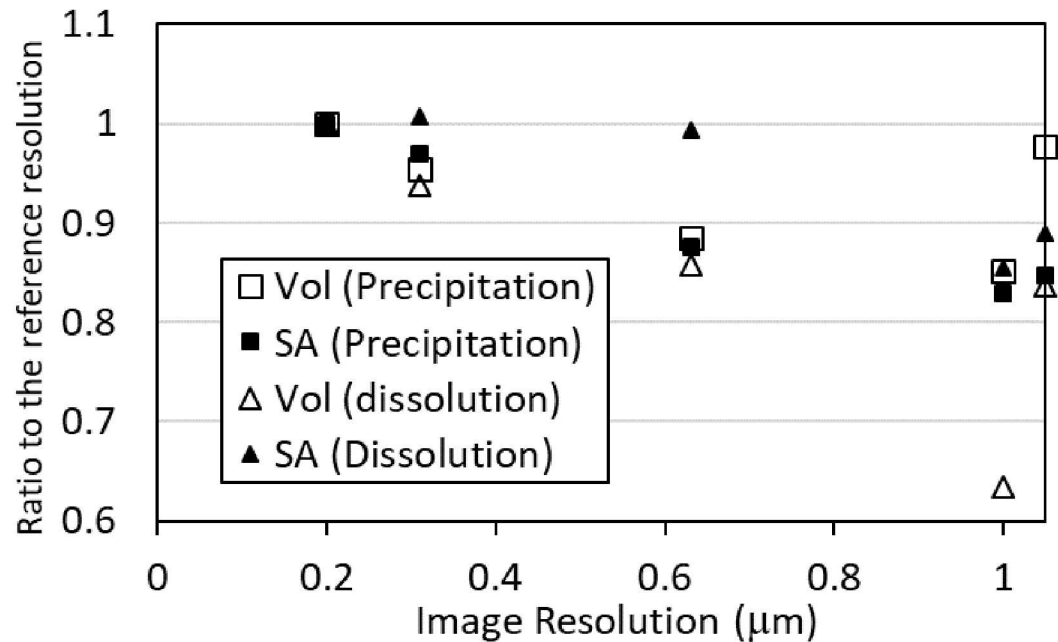 Ratio to the reference resolution
1.1
1
0.9
0.8
0.7
0.6
Vol (Precipitation)
SA (Precipitation)
Vol (dissolution)
SA (Dissolution)
0 0.2 0.4 0.6 0.8 1
Image Resolution (μm)